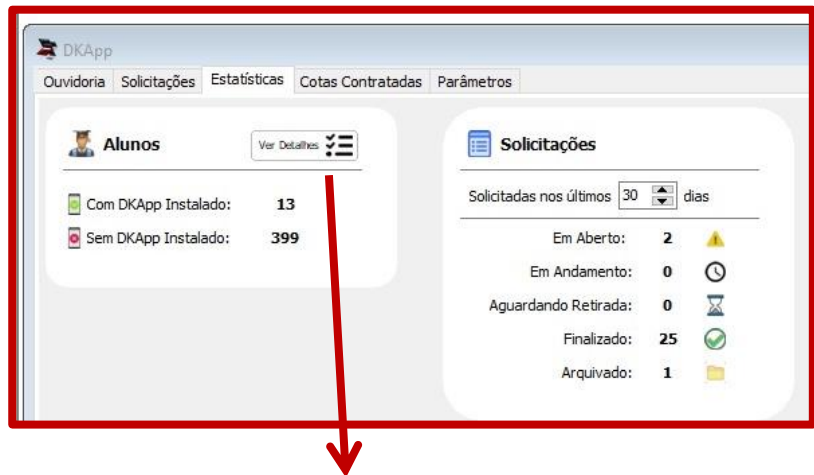 DKApp
Ouvidoria Solicitações Estatísticas Cotas Contratadas Parâmetros
Alunos
Ver Detalhes
Com DKApp Instalado: 13
Sem DKApp Instalado: 399
Solicitações
Solicitadas nos últimos 30 dias
Em Aberto: 2
Em Andamento: 0
Aguardando Retirada: 0
Finalizado: 25
Arquivado: 1